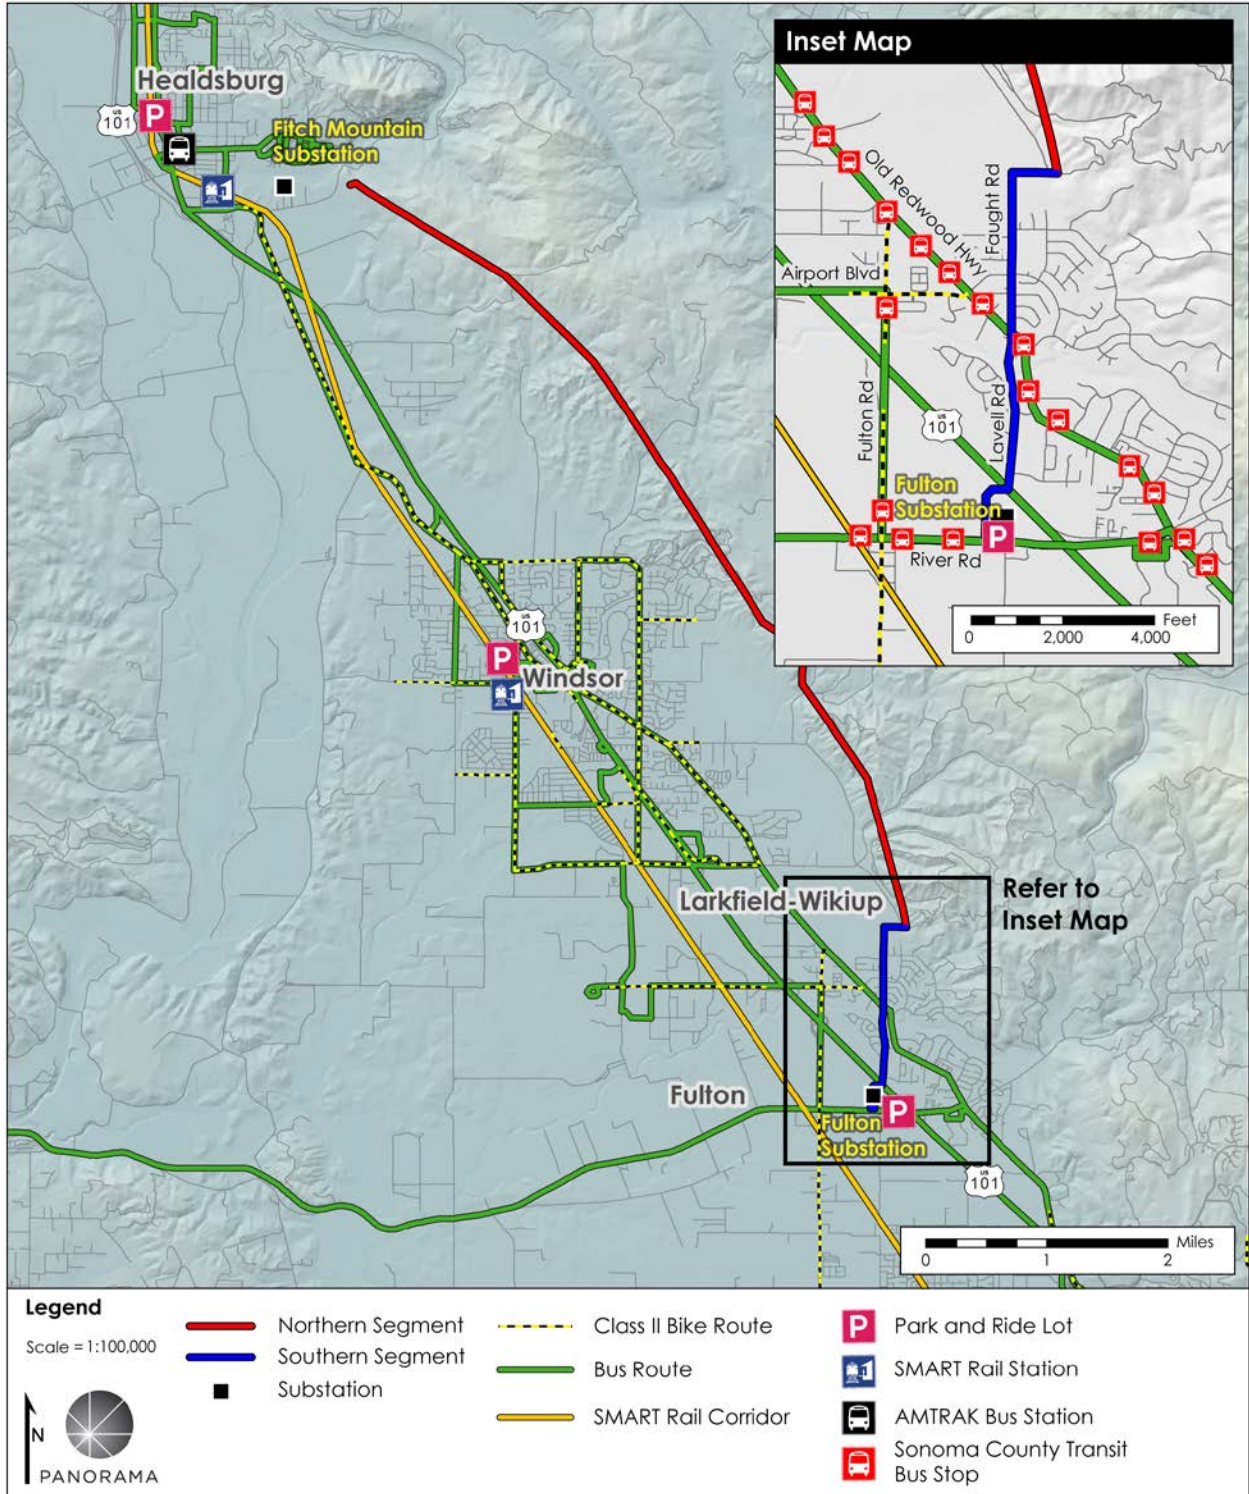 Inset Map
Healdsburg
US
101
P
Fitch Mountain
Substation
Old Redwood Hwy
Faught Rd
Airport Blvd
Fulton Rd
Lavell Rd
US
101
Fulton
Substation
P
River Rd
Feet
0
2,000
4,000
US
101
P
Windsor
Larkfield-Wikiup
Refer to
Inset Map
Fulton
P
Fulton
Substation
US
101
Miles
0
1
2
Legend
Scale = 1:100,000
N
PANORAMA
Northern Segment
Southern Segment
Substation
Class II Bike Route
Bus Route
SMART Rail Corridor
P
Park and Ride Lot
SMART Rail Station
AMTRAK Bus Station
Sonoma County Transit
Bus Stop